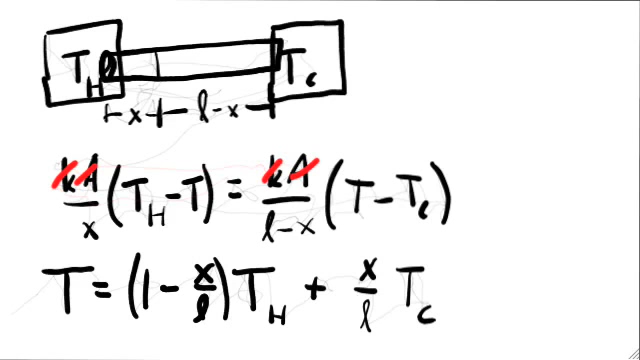 T_H T_c
x l-x
kA/x (T_H - T) = kA/(l-x) (T - T_c)
T = (1 - x/l) T_H + x/l T_c